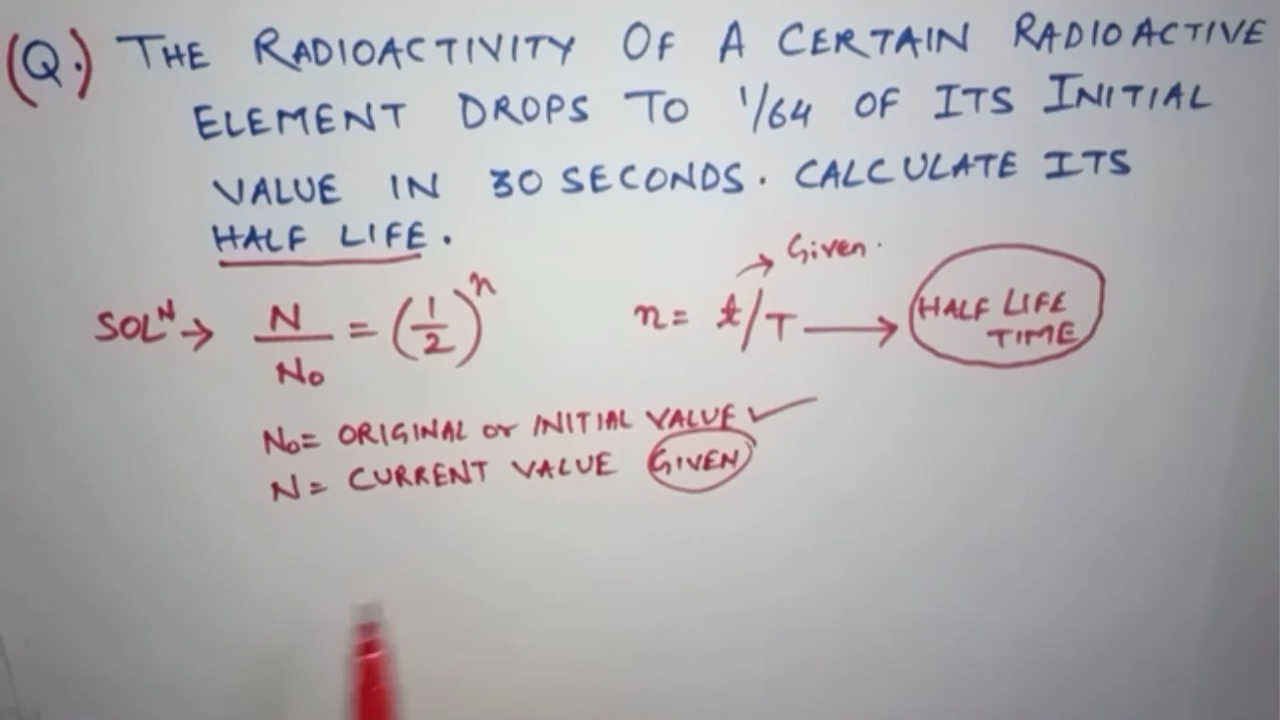 (Q.) THE RADIOACTIVITY OF A CERTAIN RADIOACTIVE
ELEMENT DROPS TO 1/64 OF ITS INITIAL
VALUE IN 30 SECONDS. CALCULATE ITS
HALF LIFE.
Given.
SOLᴺ → N/N₀ = (1/2)ⁿ n = t/T → HALF LIFE TIME
N₀ = ORIGINAL or INITIAL VALUE ✓
N = CURRENT VALUE GIVEN